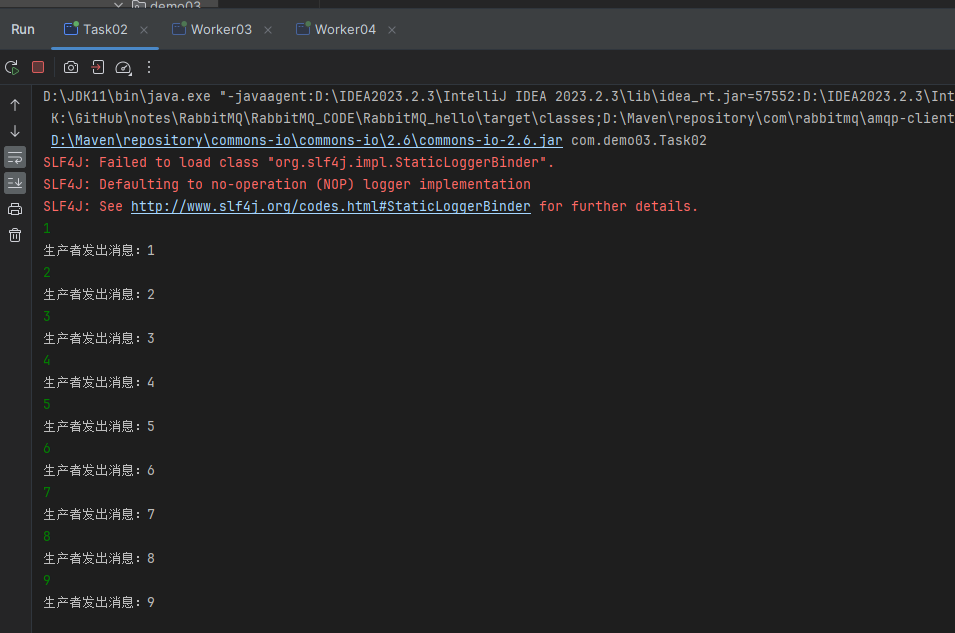 demo03
Run Task02 Worker03 Worker04
D:\JDK11\bin\java.exe "-javaagent:D:\IDEA2023.2.3\IntelliJ IDEA 2023.2.3\lib\idea_rt.jar=57552:D:\IDEA2023.2.3\Int
K:\GitHub\notes\RabbitMQ\RabbitMQ_CODE\RabbitMQ_hello\target\classes;D:\Maven\repository\com\rabbitmq\amqp-client
D:\Maven\repository\commons-io\commons-io\2.6\commons-io-2.6.jar com.demo03.Task02
SLF4J: Failed to load class "org.slf4j.impl.StaticLoggerBinder".
SLF4J: Defaulting to no-operation (NOP) logger implementation
SLF4J: See http://www.slf4j.org/codes.html#StaticLoggerBinder for further details.
1
生产者发出消息：1
2
生产者发出消息：2
3
生产者发出消息：3
4
生产者发出消息：4
5
生产者发出消息：5
6
生产者发出消息：6
7
生产者发出消息：7
8
生产者发出消息：8
9
生产者发出消息：9